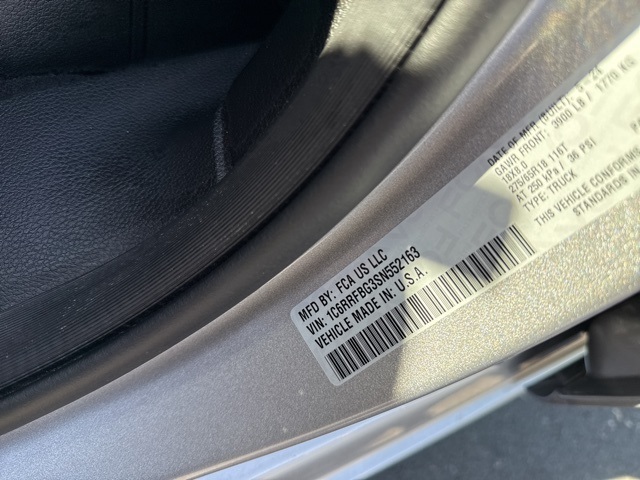 MFD BY: FCA US LLC
VIN: 1C6RRFBG3SN552163
VEHICLE MADE IN: U.S.A.
DATE OF MFR (BUILT):
GAWR FRONT: 3900 LB / 1770 KG
18X8.0
275/65R18 116T
AT 250 kPa / 36 PSI
TYPE: TRUCK
THIS VEHICLE CONFORMS
STANDARDS IN